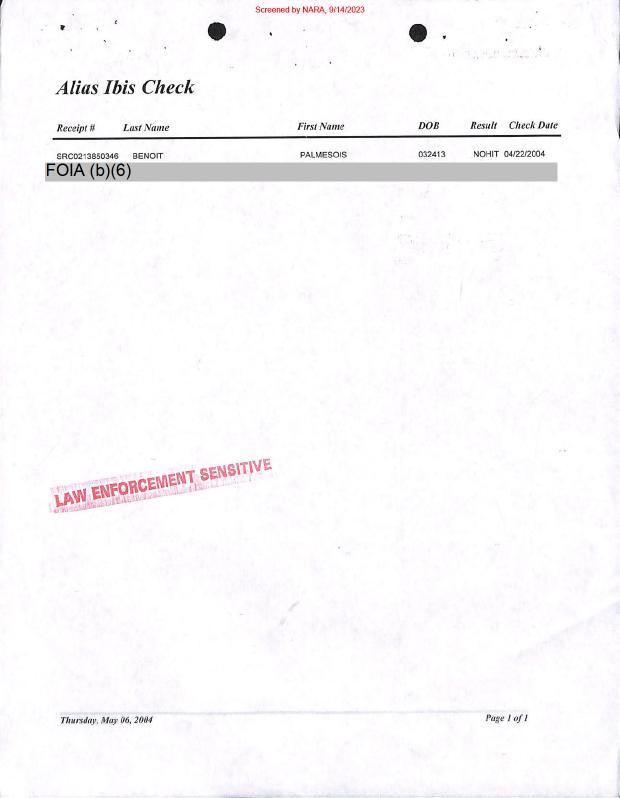 Screened by NARA, 9/14/2023
Alias Ibis Check
Receipt # Last Name First Name DOB Result Check Date
SRC0213850346 BENOIT PALMESOIS 032413 NOHIT 04/22/2004
FOIA (b)(6)
LAW ENFORCEMENT SENSITIVE
Thursday, May 06, 2004 Page 1 of 1